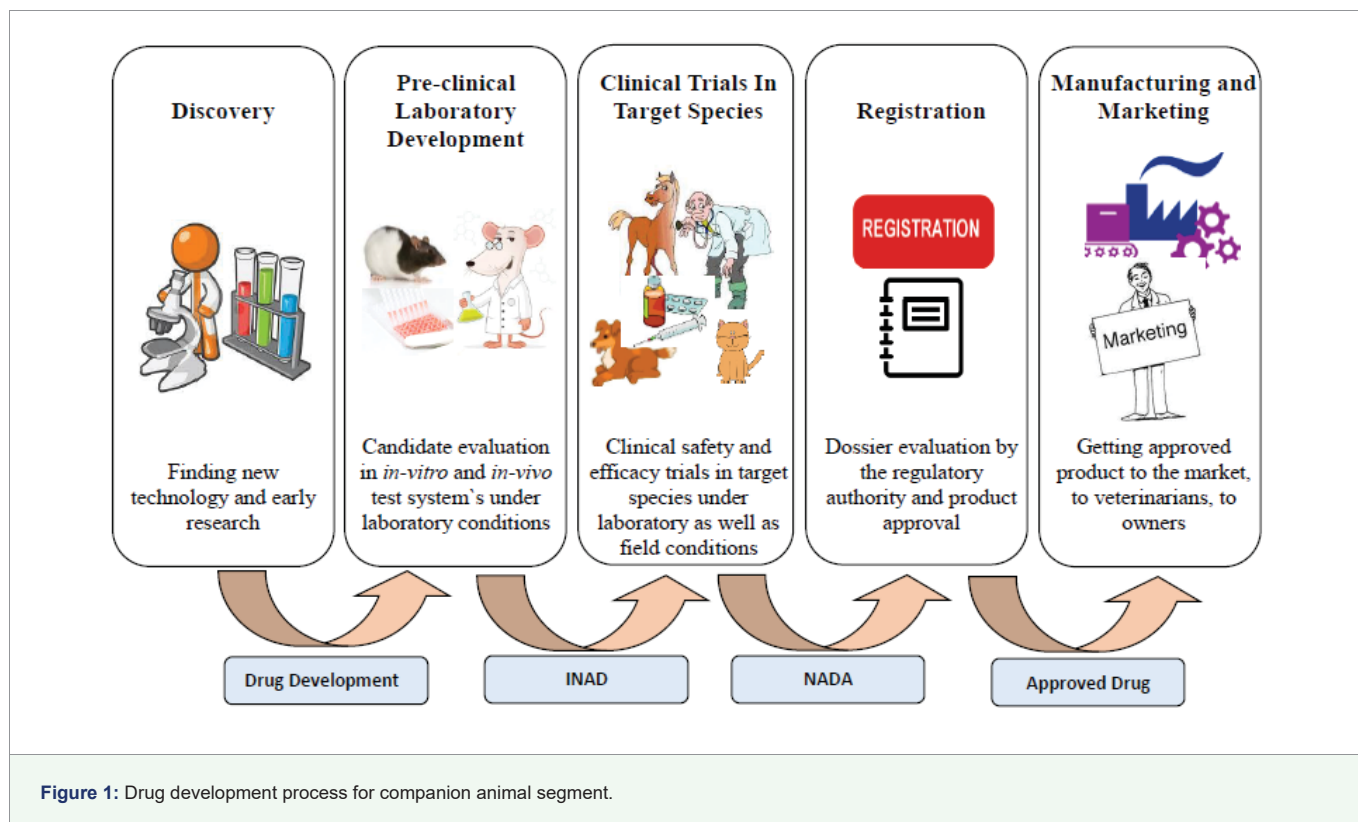 Discovery
Finding new
technology and early
research
Pre-clinical
Laboratory
Development
Candidate evaluation
in in-vitro and in-vivo
test system`s under
laboratory conditions
Clinical Trials In
Target Species
Clinical safety and
efficacy trials in target
species under
laboratory as well as
field conditions
Registration
REGISTRATION
Dossier evaluation by
the regulatory
authority and product
approval
Manufacturing and
Marketing
Marketing
Getting approved
product to the market,
to veterinarians, to
owners
Drug Development
INAD
NADA
Approved Drug
Figure 1: Drug development process for companion animal segment.